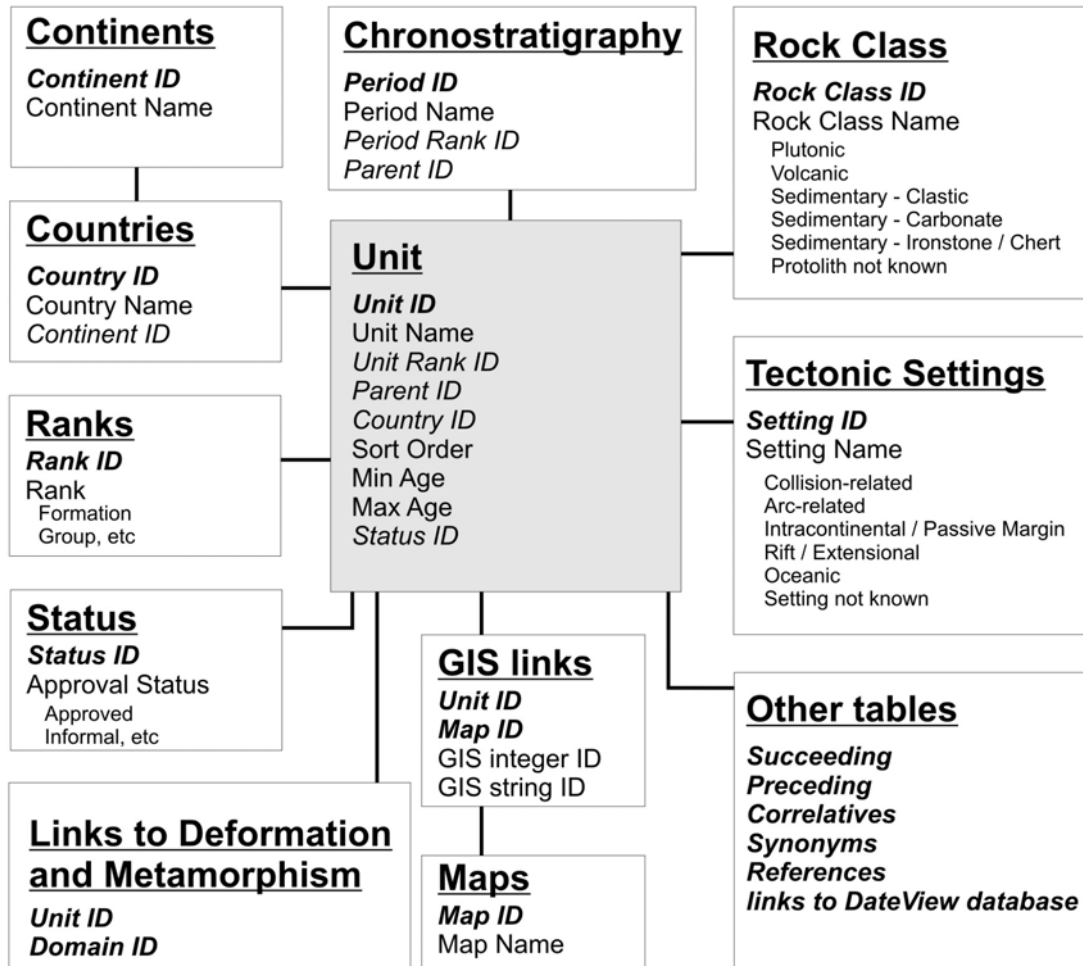 Continents
Continent ID
Continent Name
Countries
Country ID
Country Name
Continent ID
Ranks
Rank ID
Rank
Formation
Group, etc
Status
Status ID
Approval Status
Approved
Informal, etc
Links to Deformation
and Metamorphism
Unit ID
Domain ID
Chronostratigraphy
Period ID
Period Name
Period Rank ID
Parent ID
Unit
Unit ID
Unit Name
Unit Rank ID
Parent ID
Country ID
Sort Order
Min Age
Max Age
Status ID
GIS links
Unit ID
Map ID
GIS integer ID
GIS string ID
Maps
Map ID
Map Name
Rock Class
Rock Class ID
Rock Class Name
Plutonic
Volcanic
Sedimentary - Clastic
Sedimentary - Carbonate
Sedimentary - Ironstone / Chert
Protolith not known
Tectonic Settings
Setting ID
Setting Name
Collision-related
Arc-related
Intracontinental / Passive Margin
Rift / Extensional
Oceanic
Setting not known
Other tables
Succeeding
Preceding
Correlatives
Synonyms
References
links to DateView database